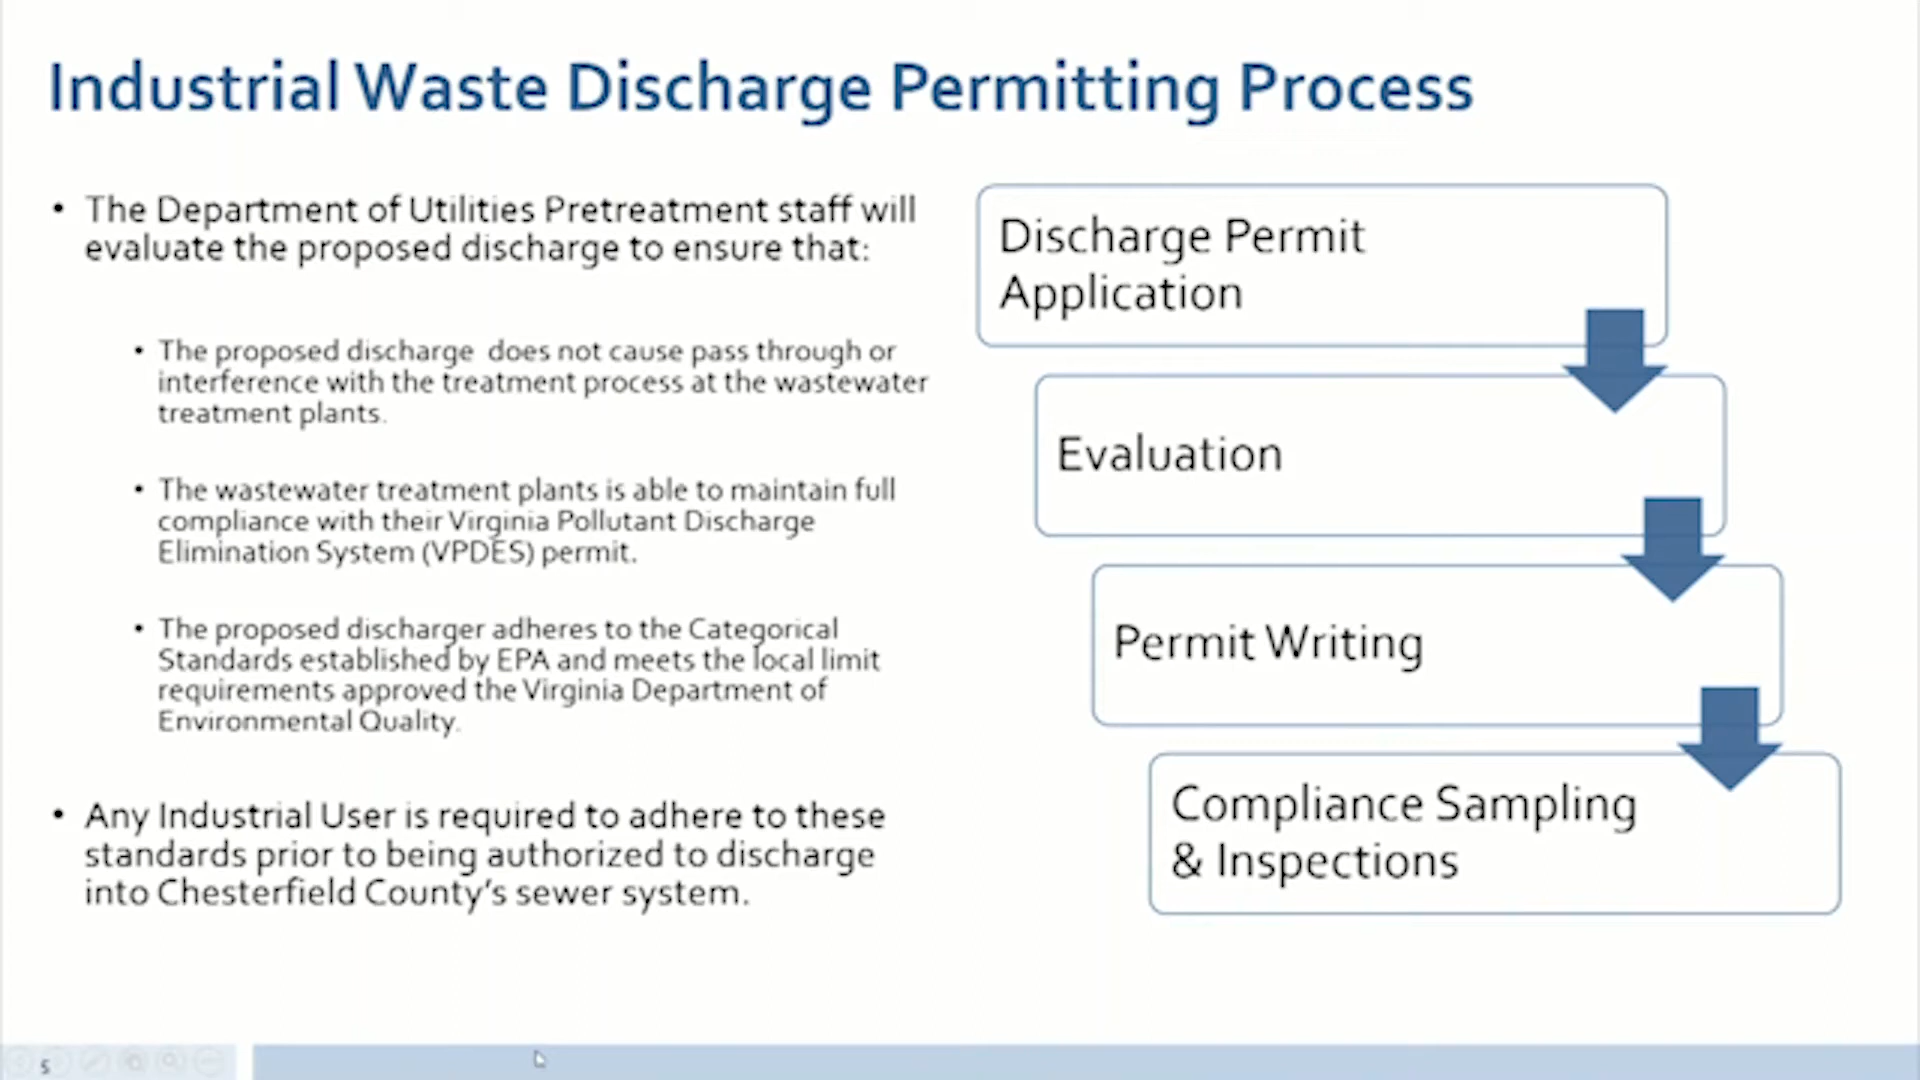 Industrial Waste Discharge Permitting Process
• The Department of Utilities Pretreatment staff will
evaluate the proposed discharge to ensure that:
• The proposed discharge does not cause pass through or
interference with the treatment process at the wastewater
treatment plants.
• The wastewater treatment plants is able to maintain full
compliance with their Virginia Pollutant Discharge
Elimination System (VPDES) permit.
• The proposed discharger adheres to the Categorical
Standards established by EPA and meets the local limit
requirements approved the Virginia Department of
Environmental Quality.
• Any Industrial User is required to adhere to these
standards prior to being authorized to discharge
into Chesterfield County's sewer system.
Discharge Permit
Application
Evaluation
Permit Writing
Compliance Sampling
& Inspections
5